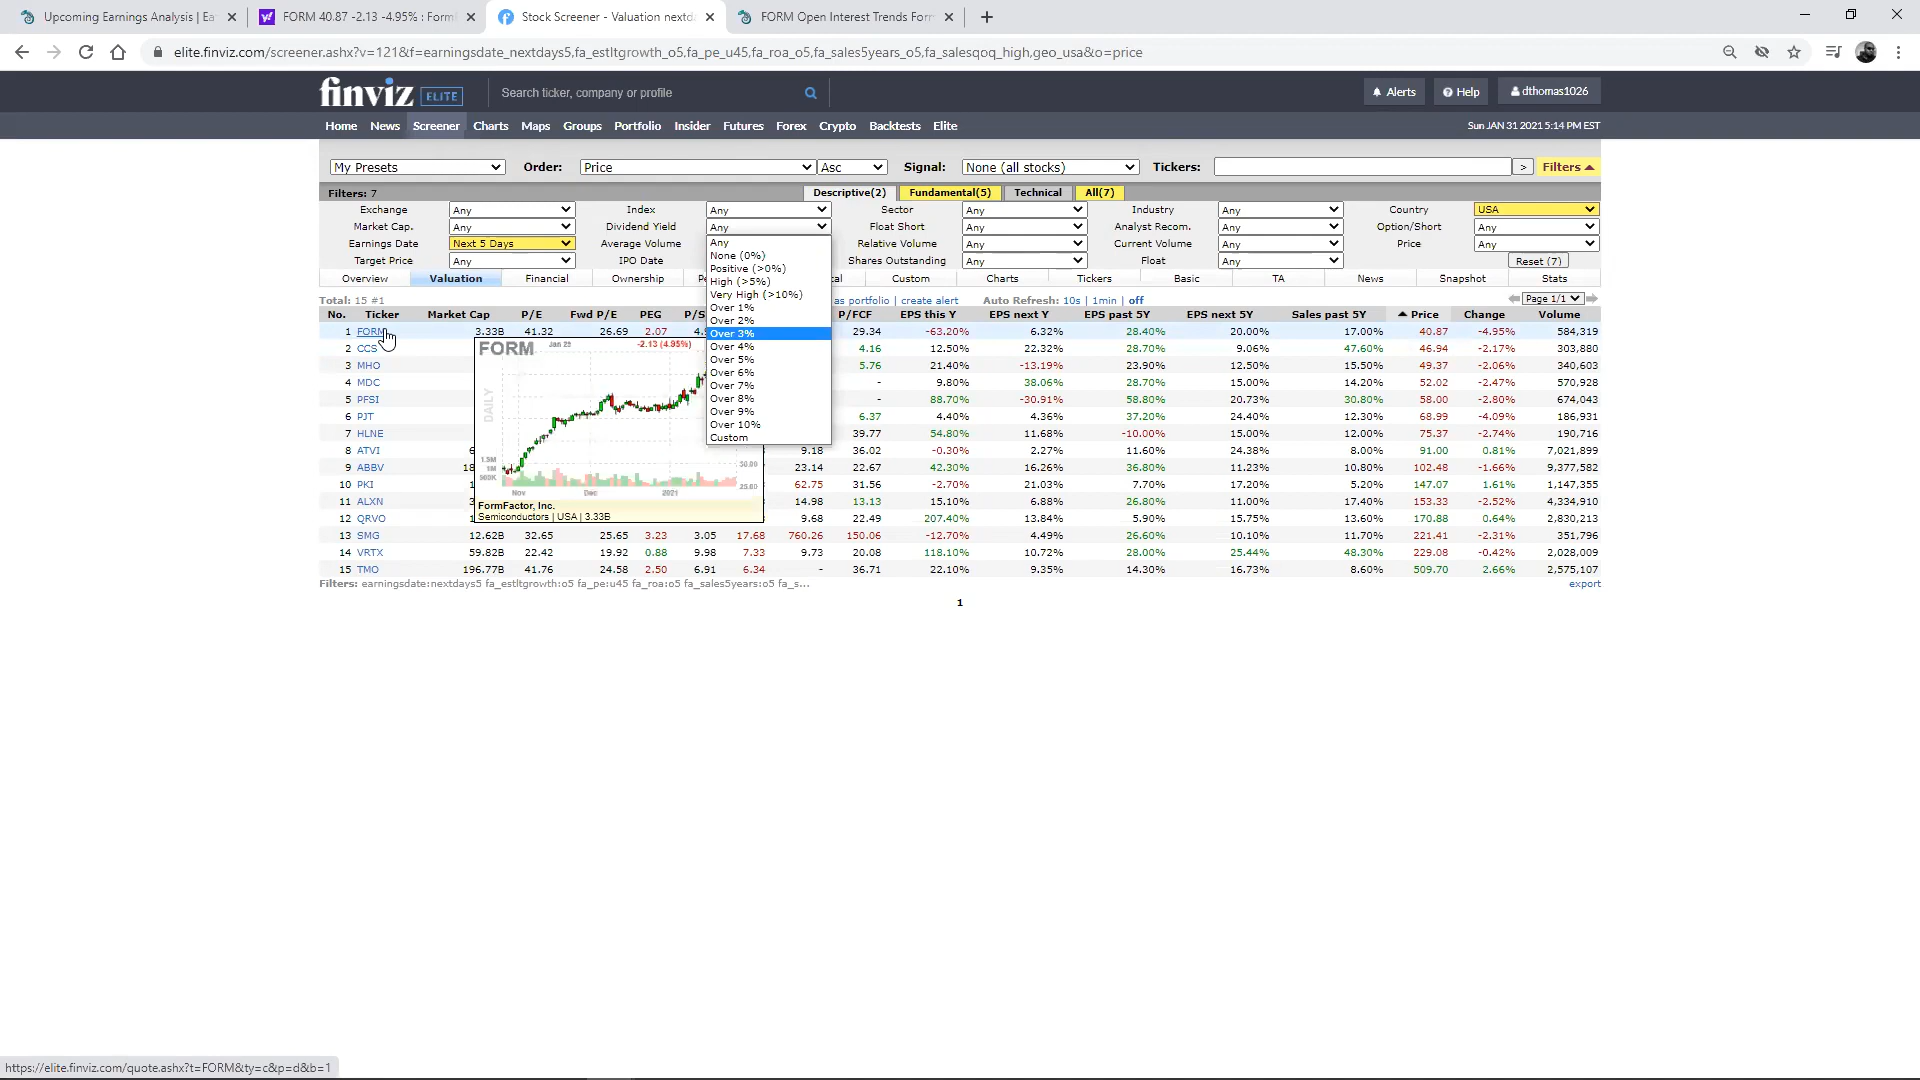 Upcoming Earnings Analysis | Ea
FORM 40.87 -2.13 -4.95% : Form
Stock Screener - Valuation nextd
FORM Open Interest Trends Form
elite.finviz.com/screener.ashx?v=121&f=earningsdate_nextdays5,fa_estltgrowth_o5,fa_pe_u45,fa_roa_o5,fa_sales5years_o5,fa_salesqoq_high,geo_usa&o=price
finviz ELITE
Search ticker, company or profile
Alerts Help dthomas1026
Home News Screener Charts Maps Groups Portfolio Insider Futures Forex Crypto Backtests Elite
Sun JAN 31 2021 5:14 PM EST
My Presets Order: Price Asc Signal: None (all stocks) Tickers: > Filters
Filters: 7 Descriptive(2) Fundamental(5) Technical All(7)
Exchange Any Index Any Sector Any Industry Any Country USA
Market Cap. Any Dividend Yield Any Float Short Any Analyst Recom. Any Option/Short Any
Earnings Date Next 5 Days Average Volume Relative Volume Any Current Volume Any Price Any
Target Price Any IPO Date Shares Outstanding Any Float Any Reset (7)
Any
None (0%)
Positive (>0%)
High (>5%)
Very High (>10%)
Over 1%
Over 2%
Over 3%
Over 4%
Over 5%
Over 6%
Over 7%
Over 8%
Over 9%
Over 10%
Custom
Overview Valuation Financial Ownership Custom Charts Tickers Basic TA News Snapshot Stats
Total: 15 #1 as portfolio | create alert Auto Refresh: 10s | 1min | off Page 1/1
No. Ticker Market Cap P/E Fwd P/E PEG P/S P/FCF EPS this Y EPS next Y EPS past 5Y EPS next 5Y Sales past 5Y Price Change Volume
1 FORM 3.33B 41.32 26.69 2.07 29.34 -63.20% 6.32% 28.40% 20.00% 17.00% 40.87 -4.95% 584,319
2 CCS 4.16 12.50% 22.32% 28.70% 9.06% 47.60% 46.94 -2.17% 303,880
3 MHO 5.76 21.40% -13.19% 23.90% 12.50% 15.50% 49.37 -2.06% 340,603
4 MDC - 9.80% 38.06% 28.70% 15.00% 14.20% 52.02 -2.47% 570,928
5 PFSI - 88.70% -30.91% 58.80% 20.73% 30.80% 58.00 -2.80% 674,043
6 PJT 6.37 4.40% 4.36% 37.20% 24.40% 12.30% 68.99 -4.09% 186,931
7 HLNE 39.77 54.80% 11.68% -10.00% 15.00% 12.00% 75.37 -2.74% 190,716
8 ATVI 9.18 36.02 -0.30% 2.27% 11.60% 24.38% 8.00% 91.00 0.81% 7,021,899
9 ABBV 23.14 22.67 42.30% 16.26% 36.80% 11.23% 10.80% 102.48 -1.66% 9,377,582
10 PKI 62.75 31.56 -2.70% 21.03% 7.70% 17.20% 5.20% 147.07 1.61% 1,147,355
11 ALXN 14.98 13.13 15.10% 6.88% 26.80% 11.00% 17.40% 153.33 -2.52% 4,334,910
12 QRVO 9.68 22.49 207.40% 13.84% 5.90% 15.75% 13.60% 170.88 0.64% 2,830,213
13 SMG 12.62B 32.65 25.65 3.23 3.05 17.68 760.26 150.06 -12.70% 4.49% 26.60% 10.10% 11.70% 221.41 -2.31% 351,796
14 VRTX 59.82B 22.42 19.92 0.88 9.98 7.33 9.73 20.08 118.10% 10.72% 28.00% 25.44% 48.30% 229.08 -0.42% 2,028,009
15 TMO 196.77B 41.76 24.58 2.50 6.91 6.34 - 36.71 22.10% 9.35% 14.30% 16.73% 8.60% 509.70 2.66% 2,575,107
FORM -2.13 (4.95%)
DAILY
1.5M
1M
500K
30.00
25.00
Nov Dec 2021
FormFactor, Inc.
Semiconductors | USA | 3.33B
Filters: earningsdate:nextdays5 fa_estltgrowth:o5 fa_pe:u45 fa_roa:o5 fa_sales5years:o5 fa_s...
export
1
https://elite.finviz.com/quote.ashx?t=FORM&ty=c&p=d&b=1